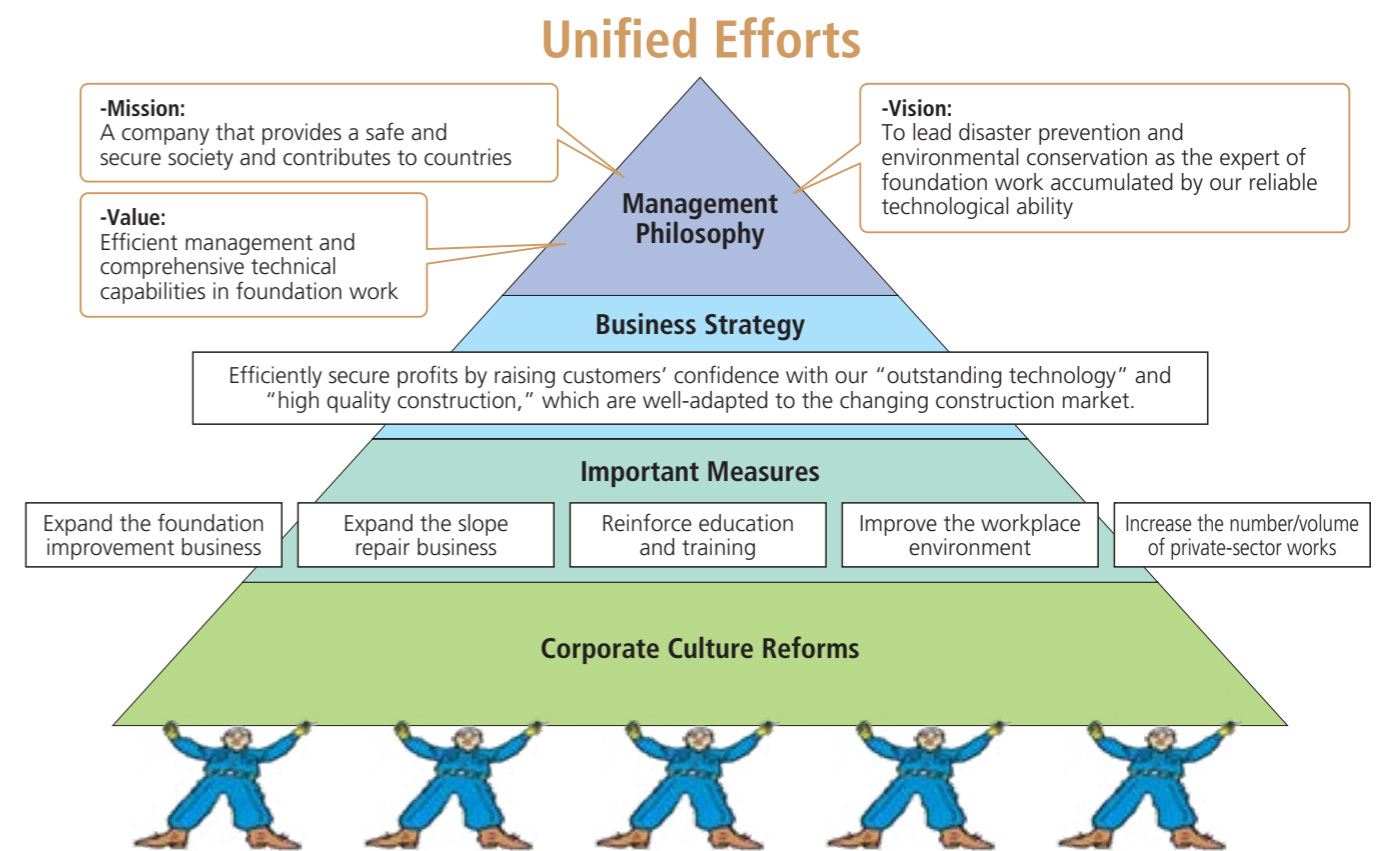 Unified Efforts
-Mission:
A company that provides a safe and
secure society and contributes to countries
-Vision:
To lead disaster prevention and
environmental conservation as the expert of
foundation work accumulated by our reliable
technological ability
-Value:
Efficient management and
comprehensive technical
capabilities in foundation work
Management
Philosophy
Business Strategy
Efficiently secure profits by raising customers’ confidence with our “outstanding technology” and
“high quality construction,” which are well-adapted to the changing construction market.
Important Measures
Expand the foundation
improvement business
Expand the slope
repair business
Reinforce education
and training
Improve the workplace
environment
Increase the number/volume
of private-sector works
Corporate Culture Reforms